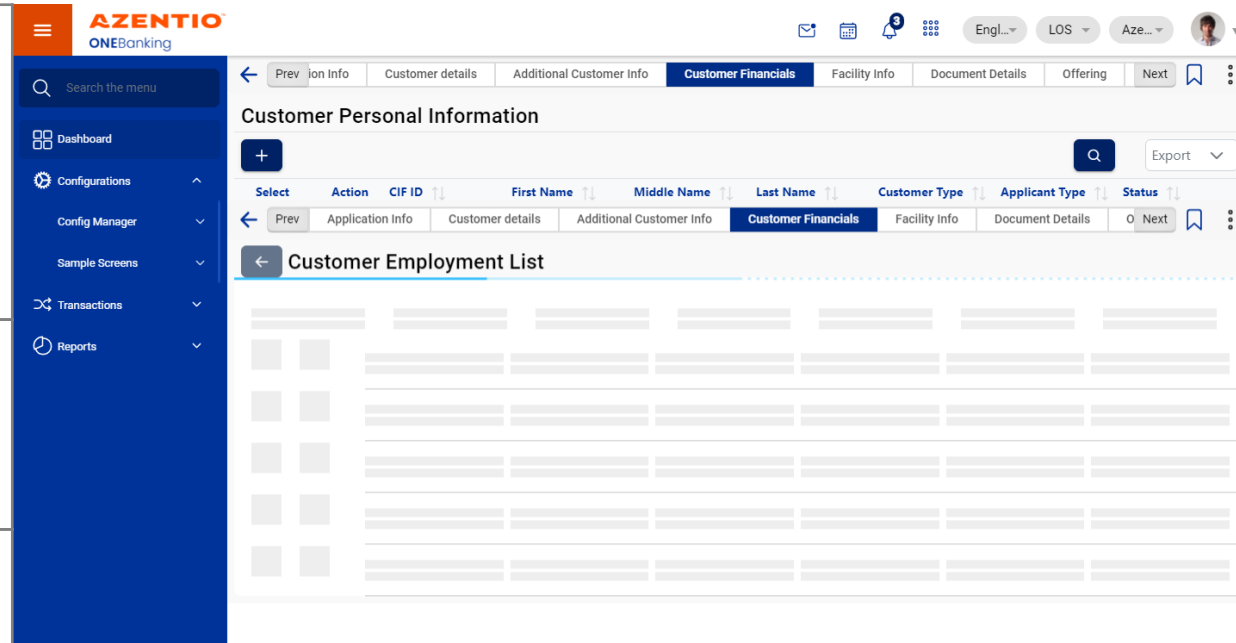 AZENTIO
ONEBanking
3
Engl...
LOS
Aze...
Search the menu
Dashboard
Configurations
Config Manager
Sample Screens
Transactions
Reports
Prev ion Info Customer details Additional Customer Info Customer Financials Facility Info Document Details Offering Next
Customer Personal Information
+
Export
Select Action CIF ID First Name Middle Name Last Name Customer Type Applicant Type Status
Prev Application Info Customer details Additional Customer Info Customer Financials Facility Info Document Details O Next
Customer Employment List